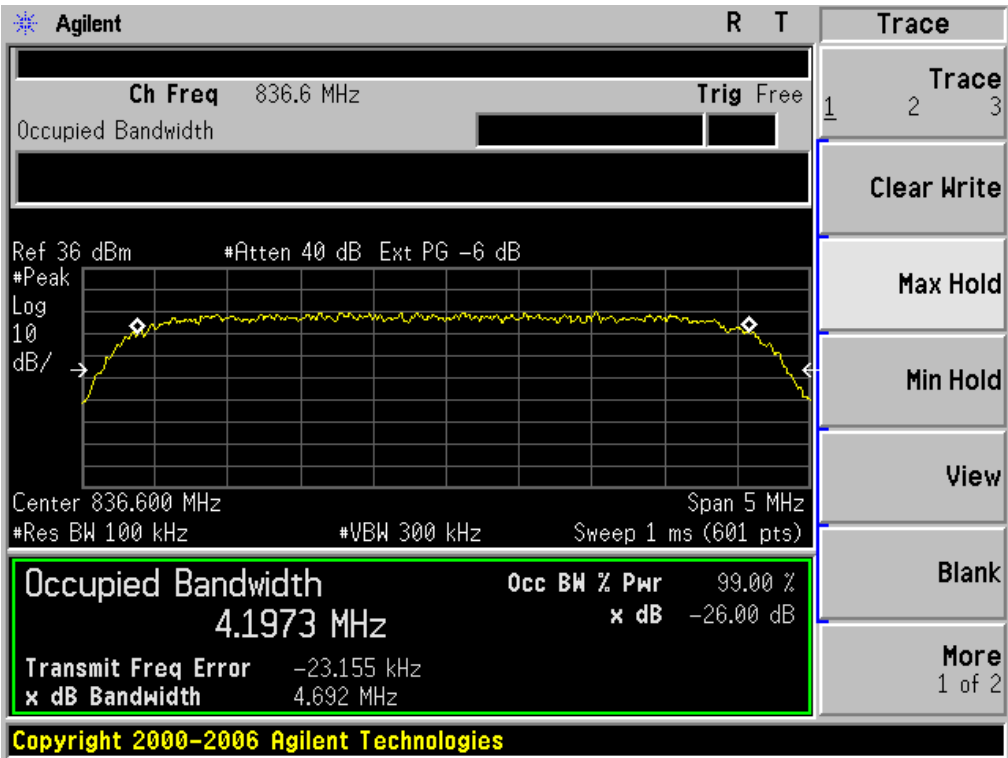 Agilent R T
Ch Freq 836.6 MHz Trig Free
Occupied Bandwidth
Ref 36 dBm #Atten 40 dB Ext PG −6 dB
#Peak
Log
10
dB/
Center 836.600 MHz Span 5 MHz
#Res BW 100 kHz #VBW 300 kHz Sweep 1 ms (601 pts)
Occupied Bandwidth
4.1973 MHz
Occ BW % Pwr 99.00 %
x dB −26.00 dB
Transmit Freq Error −23.155 kHz
x dB Bandwidth 4.692 MHz
Copyright 2000–2006 Agilent Technologies
Trace
Trace
1 2 3
Clear Write
Max Hold
Min Hold
View
Blank
More
1 of 2